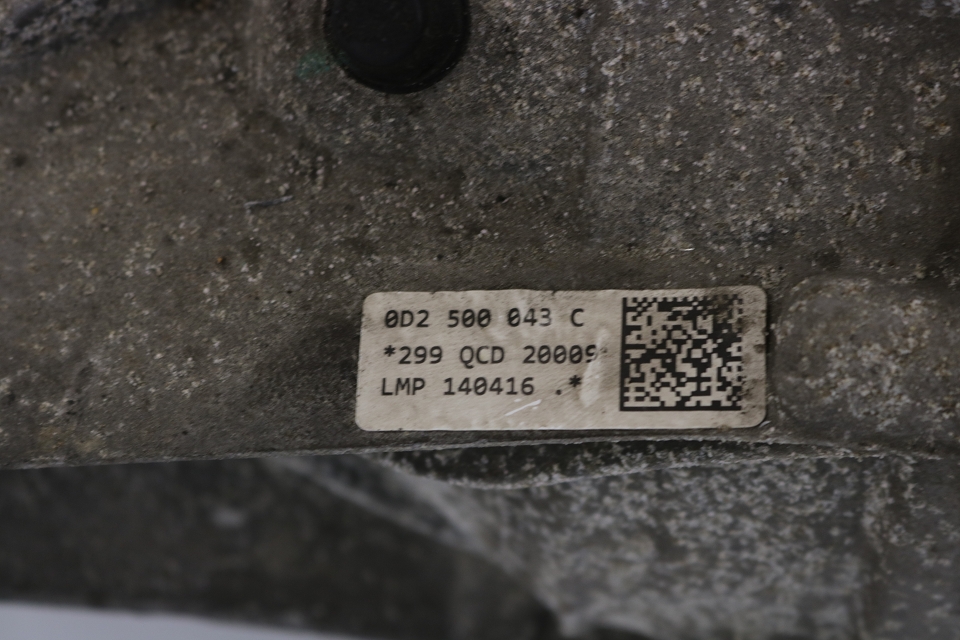 0D2 500 043 C
*299 QCD 20009*
LMP 140416 .*